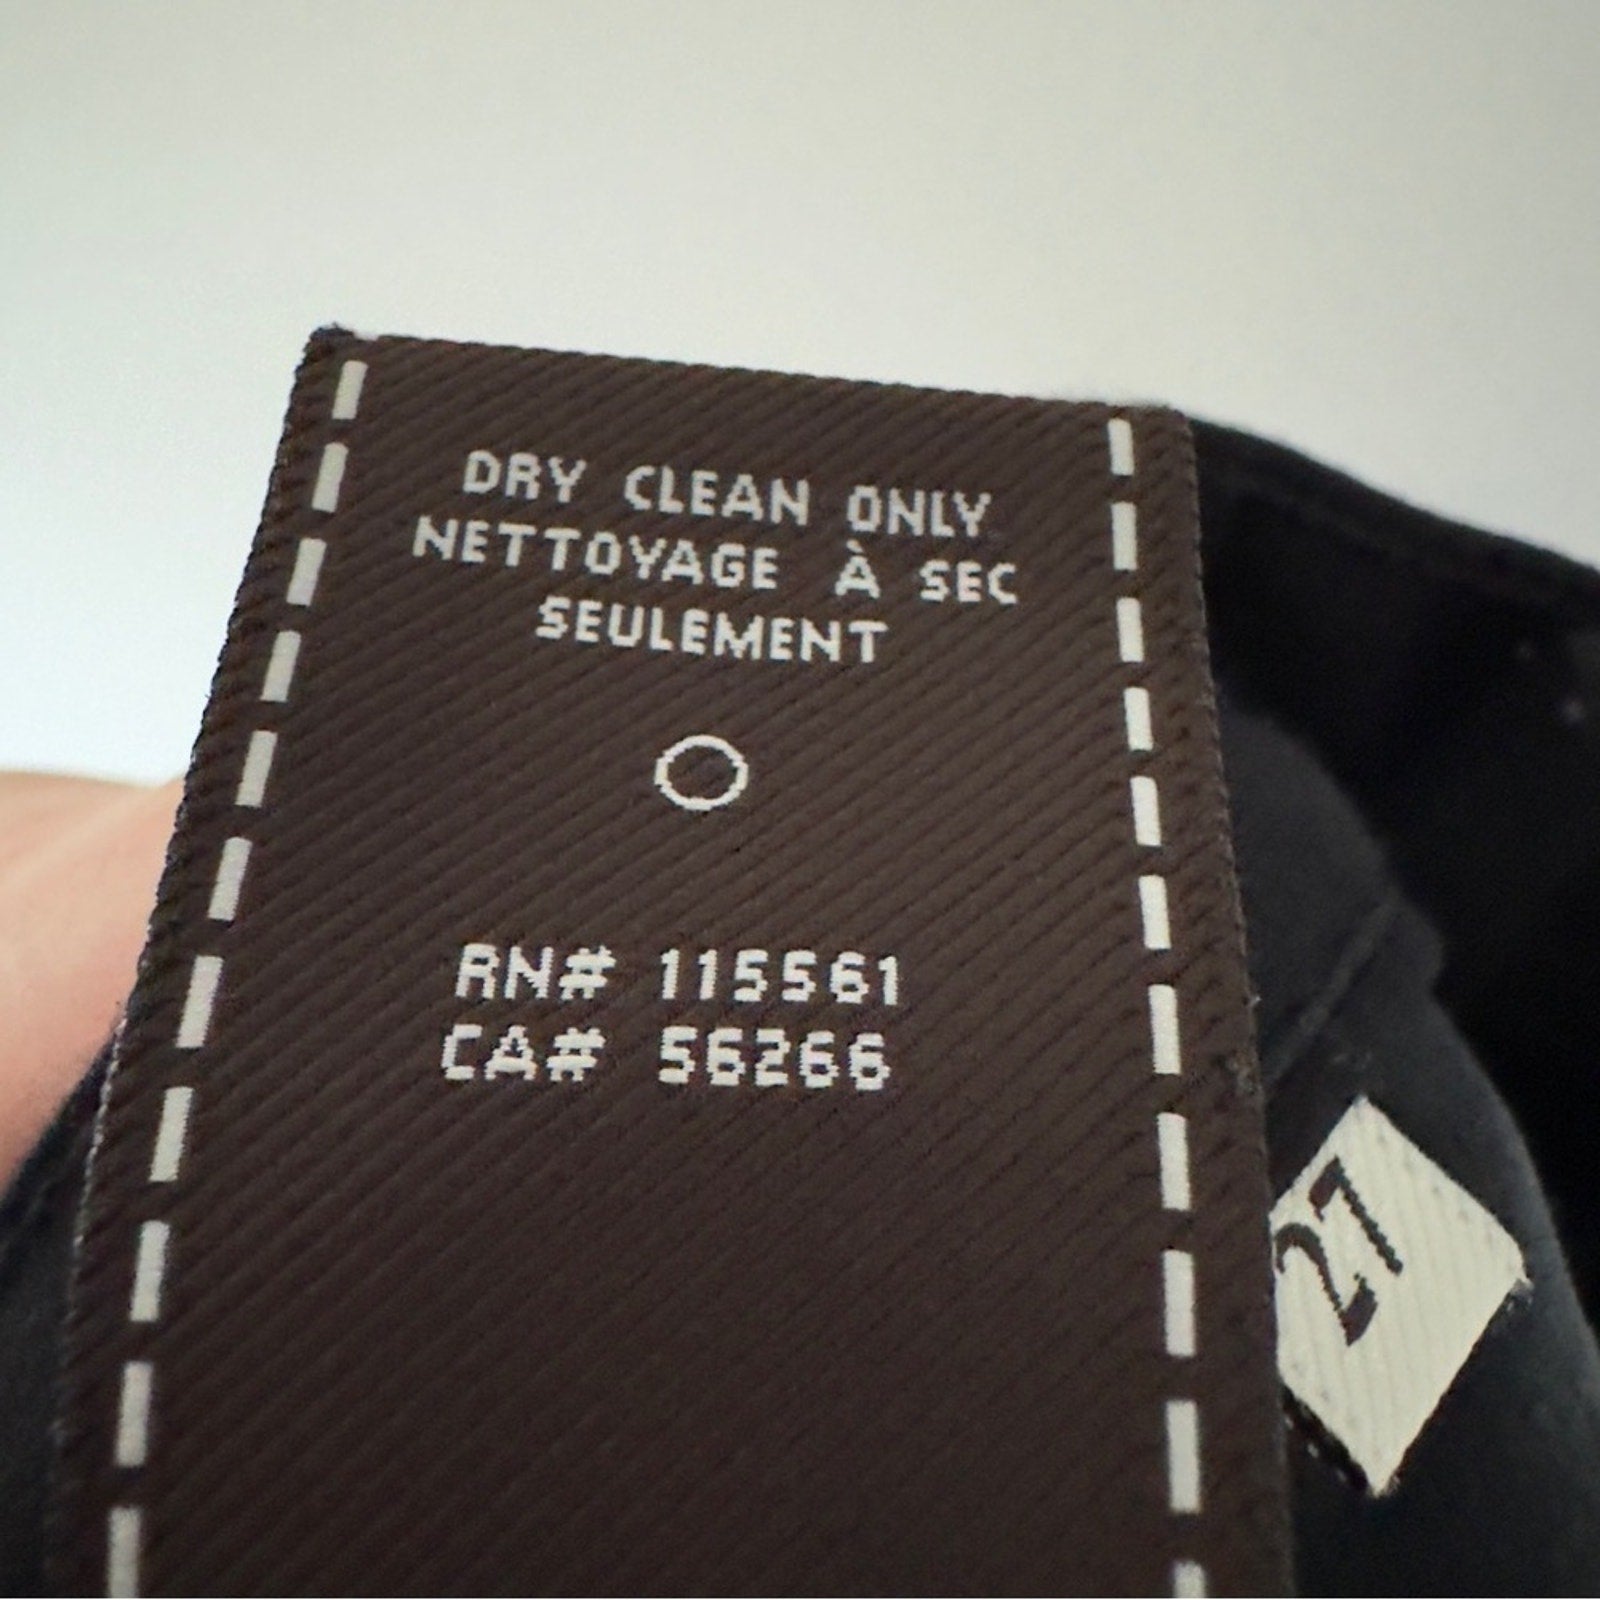 DRY CLEAN ONLY
NETTOYAGE À SEC
SEULEMENT
RN# 115561
CA# 56266
27